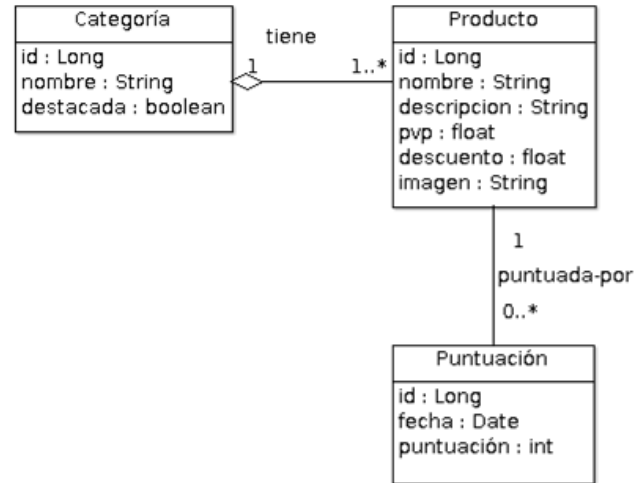 Categoría
id : Long
nombre : String
destacada : boolean
tiene
1
1..*
Producto
id : Long
nombre : String
descripcion : String
pvp : float
descuento : float
imagen : String
1
puntuada-por
0..*
Puntuación
id : Long
fecha : Date
puntuación : int